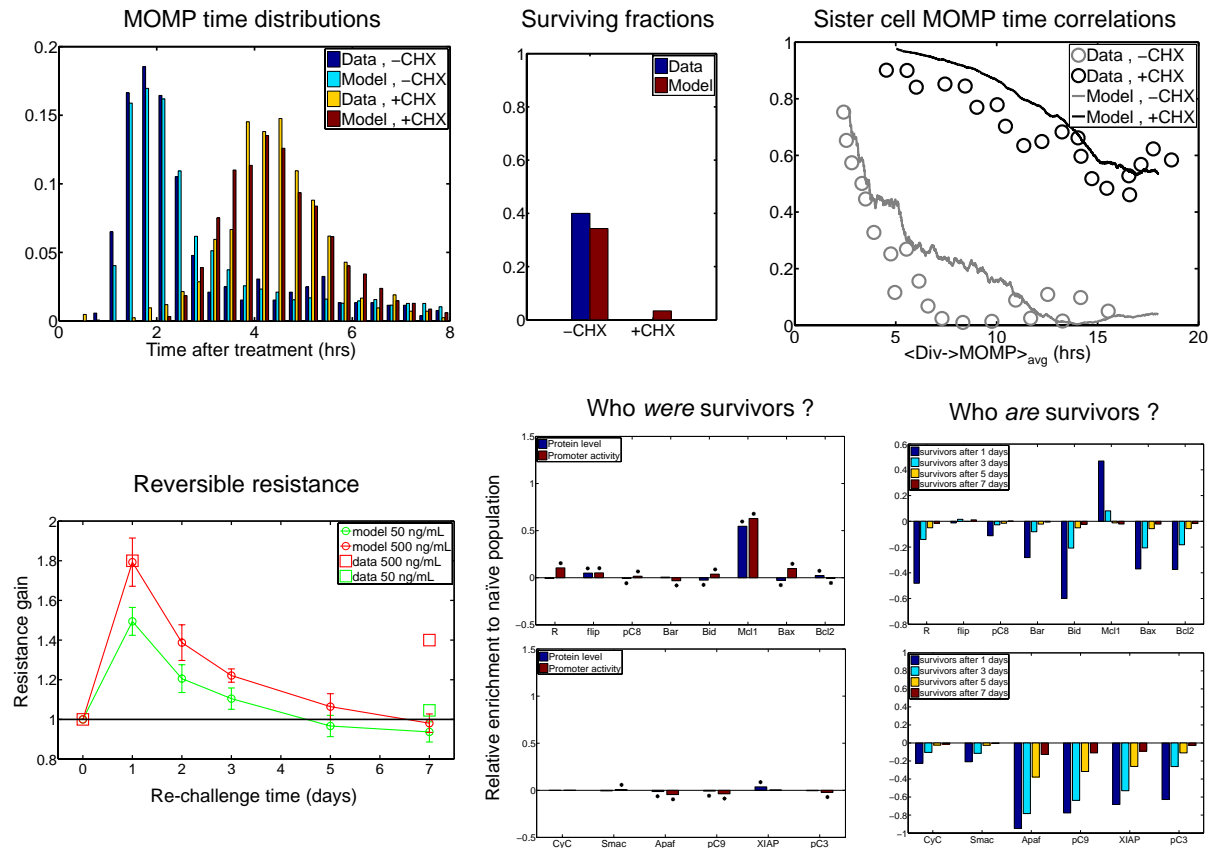 MOMP time distributions
0.2
0.15
0.1
0.05
0
0 2 4 6 8
Time after treatment (hrs)
Data , −CHX
Model , −CHX
Data , +CHX
Model , +CHX
Surviving fractions
1
0.8
0.6
0.4
0.2
0
−CHX +CHX
Data
Model
Sister cell MOMP time correlations
1
0.8
0.6
0.4
0.2
0
0 5 10 15 20
<Div->MOMP>avg (hrs)
Data , −CHX
Data , +CHX
Model , −CHX
Model , +CHX
Reversible resistance
Resistance gain
2
1.8
1.6
1.4
1.2
1
0.8
0 1 2 3 4 5 6 7
Re-challenge time (days)
model 50 ng/mL
model 500 ng/mL
data 500 ng/mL
data 50 ng/mL
Who were survivors ?
Relative enrichment to naïve population
1.5
1
0.5
0
−0.5
Protein level
Promoter activity
R flip pC8 Bar Bid Mcl1 Bax Bcl2
1.5
1
0.5
0
−0.5
Protein level
Promoter activity
CyC Smac Apaf pC9 XIAP pC3
Who are survivors ?
0.6
0.4
0.2
0
−0.2
−0.4
−0.6
−0.8
survivors after 1 days
survivors after 3 days
survivors after 5 days
survivors after 7 days
R flip pC8 Bar Bid Mcl1 Bax Bcl2
1
0.8
0.6
0.4
0.2
0
−0.2
−0.4
−0.6
−0.8
−1
survivors after 1 days
survivors after 3 days
survivors after 5 days
survivors after 7 days
CyC Smac Apaf pC9 XIAP pC3